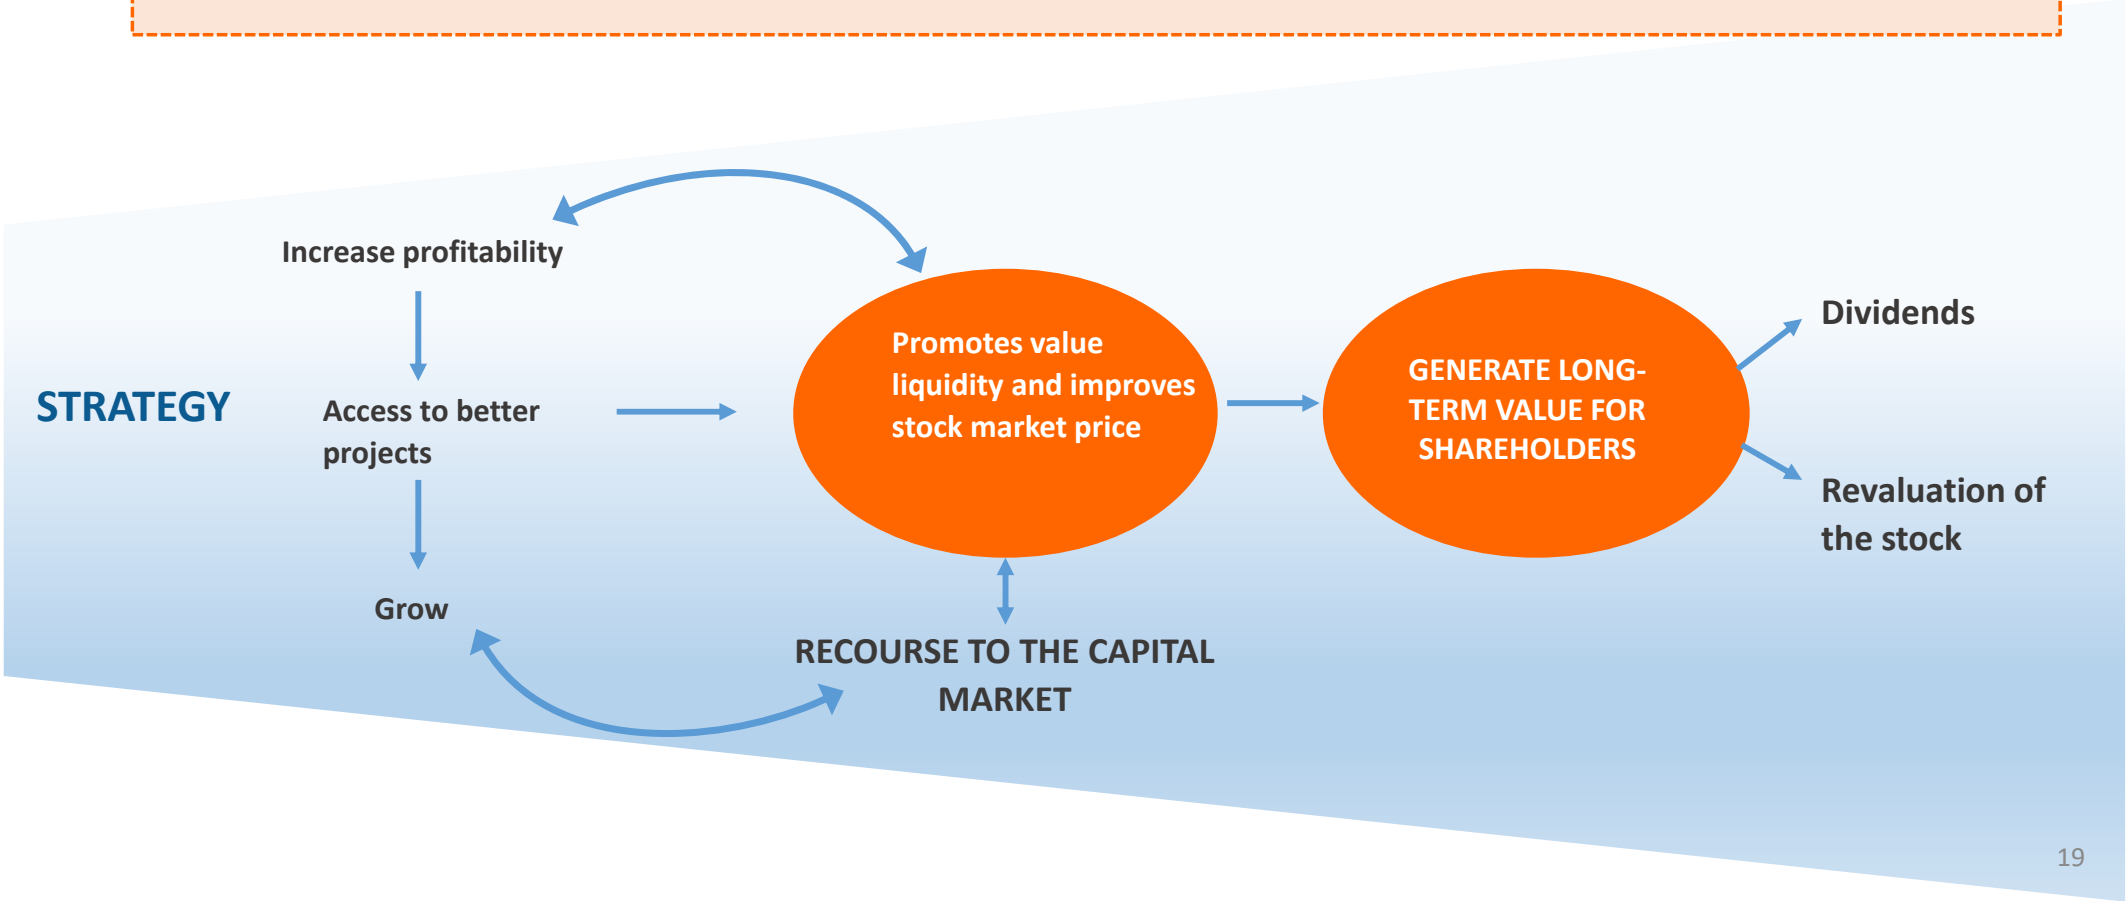 STRATEGY
Increase profitability
Access to better
projects
Grow
Promotes value
liquidity and improves
stock market price
RECOURSE TO THE CAPITAL
MARKET
GENERATE LONG-
TERM VALUE FOR
SHAREHOLDERS
Dividends
Revaluation of
the stock
19